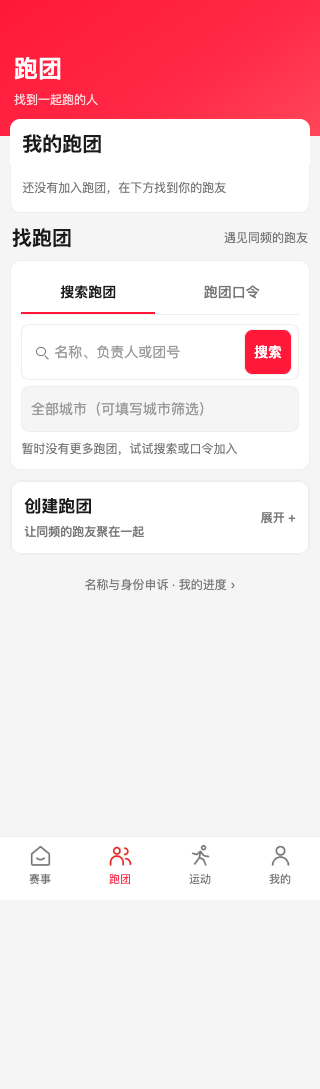 跑团
找到一起跑的人
我的跑团
还没有加入跑团，在下方找到你的跑友
找跑团
遇见同频的跑友
搜索跑团
跑团口令
名称、负责人或团号
搜索
全部城市（可填写城市筛选）
暂时没有更多跑团，试试搜索或口令加入
创建跑团
让同频的跑友聚在一起
展开 +
名称与身份申诉 · 我的进度 ›
赛事
跑团
运动
我的